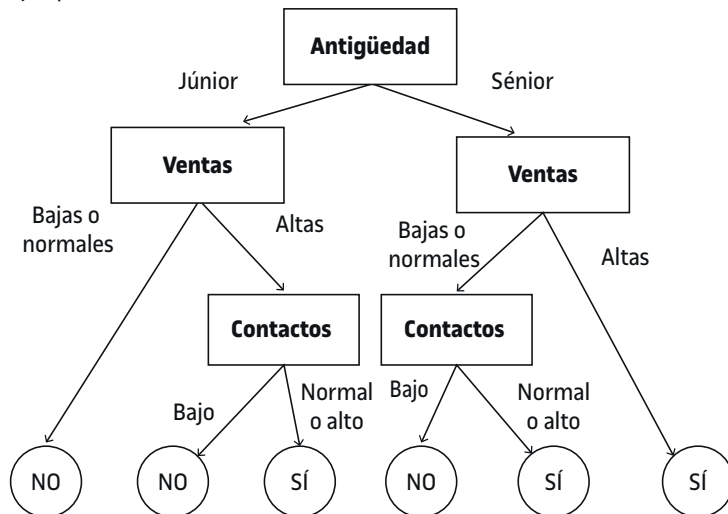 Antigüedad
Júnior
Sénior
Ventas
Ventas
Bajas o
normales
Altas
Bajas o
normales
Altas
Contactos
Contactos
Bajo
Normal
o alto
Bajo
Normal
o alto
NO
NO
SÍ
NO
SÍ
SÍ